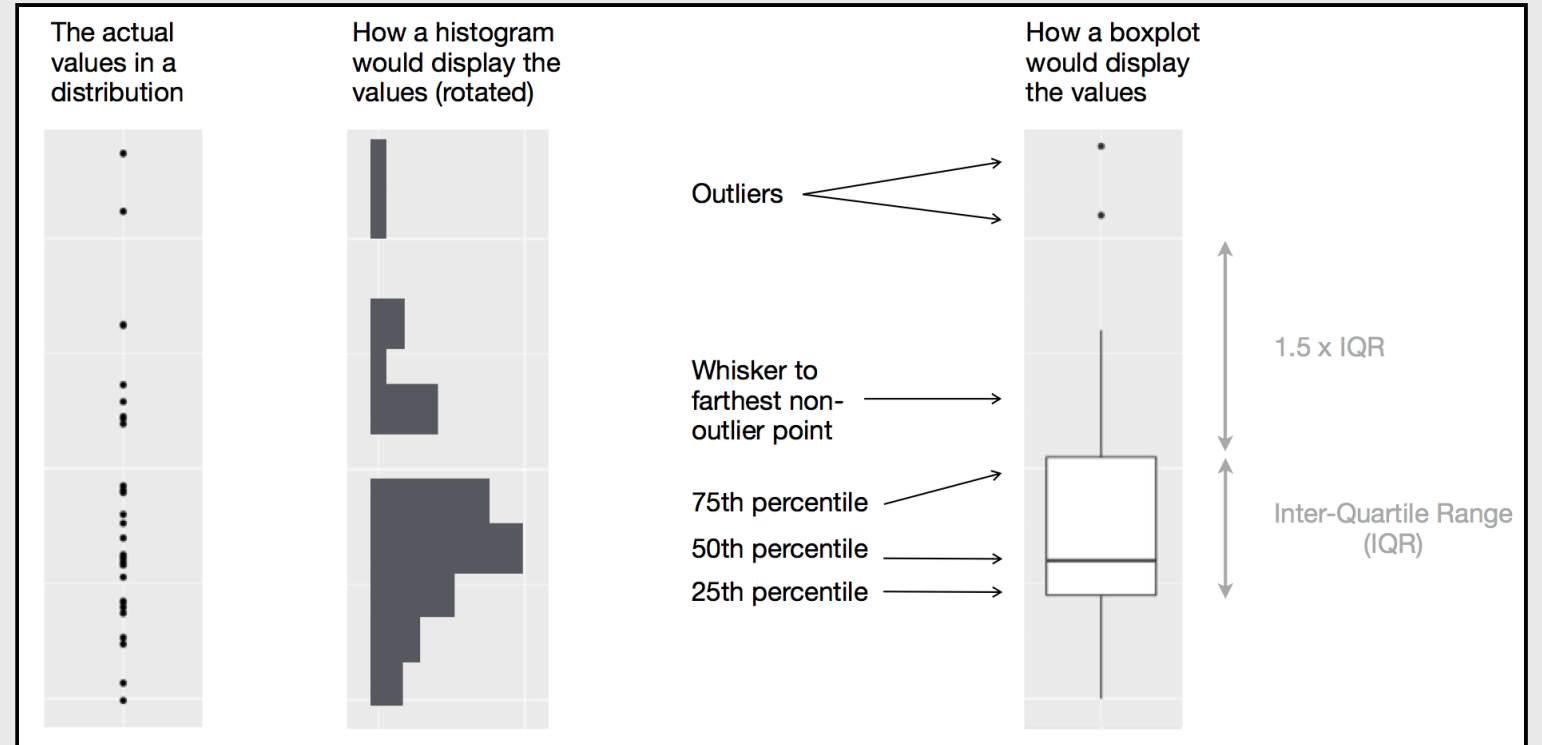 The actual
values in a
distribution
How a histogram
would display the
values (rotated)
How a boxplot
would display
the values
Outliers
1.5 x IQR
Whisker to
farthest non-
outlier point
75th percentile
50th percentile
25th percentile
Inter-Quartile Range
(IQR)